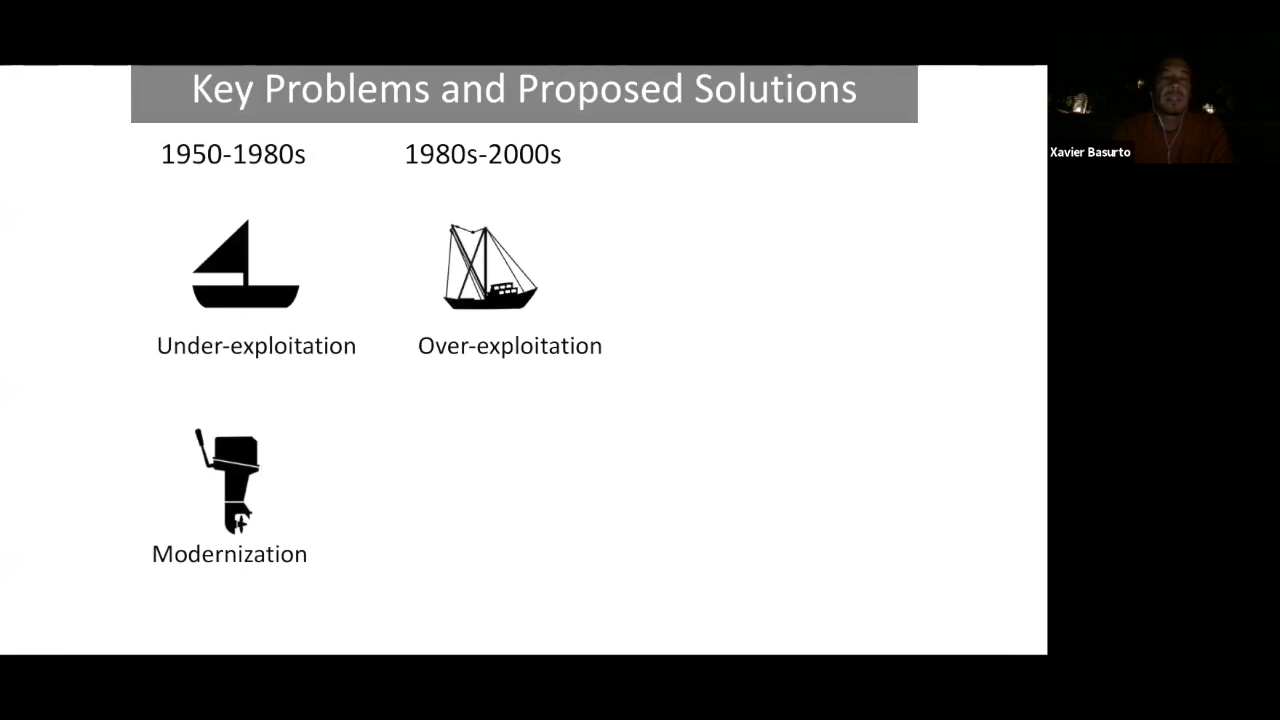 Key Problems and Proposed Solutions
1950-1980s
1980s-2000s
Under-exploitation
Over-exploitation
Modernization
Xavier Basurto